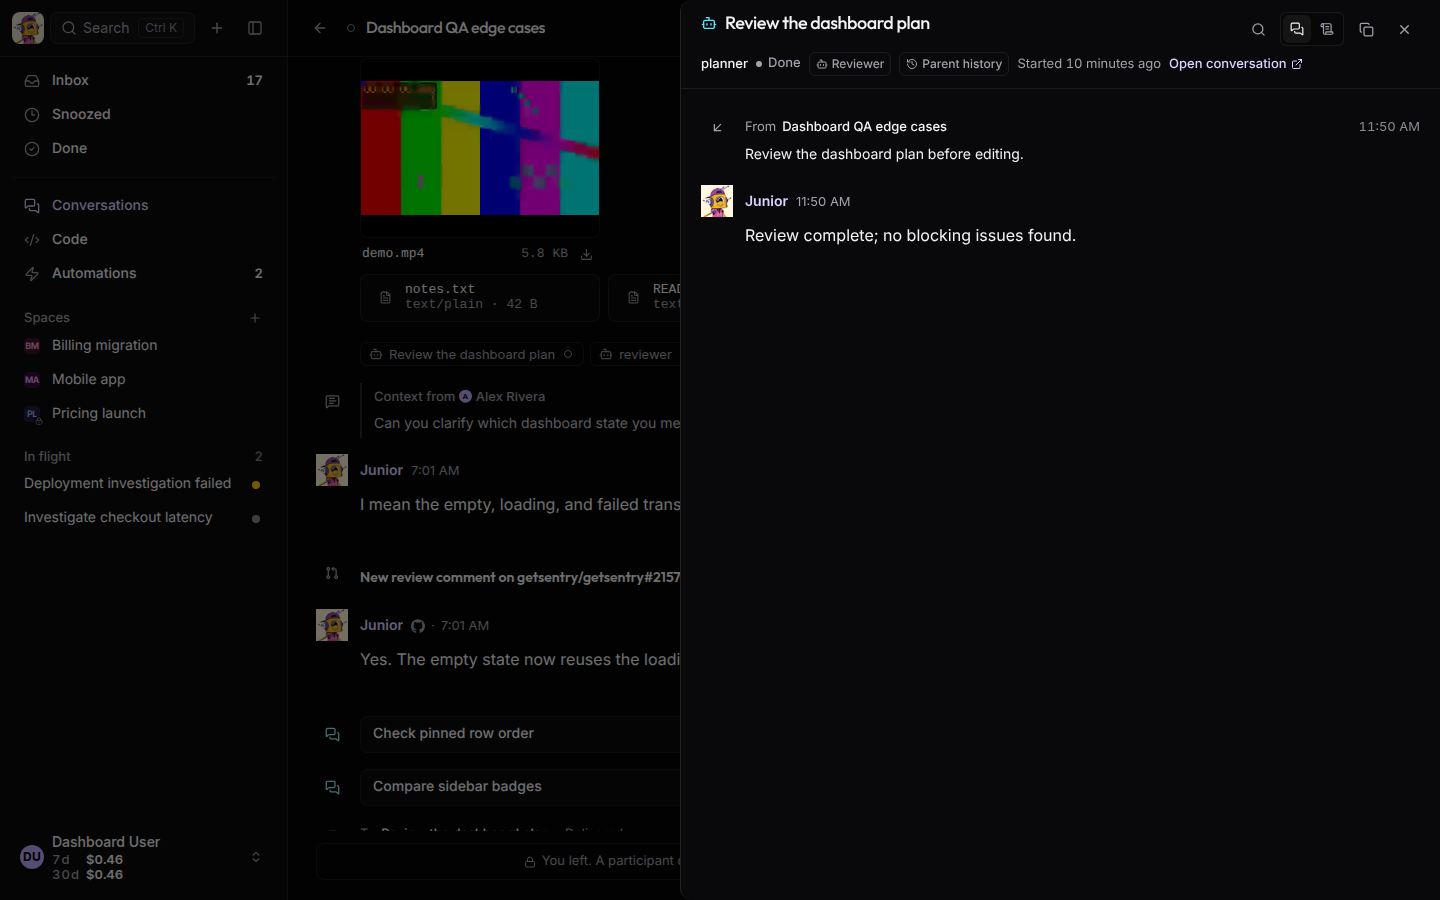 Search Ctrl K
Inbox 17
Snoozed
Done
Conversations
Code
Automations 2
Spaces
BM Billing migration
MA Mobile app
PL Pricing launch
In flight 2
Deployment investigation failed
Investigate checkout latency
DU Dashboard User
7d $0.46
30d $0.46
Dashboard QA edge cases
demo.mp4 5.8 KB
notes.txt
text/plain · 42 B
READ
text
Review the dashboard plan
reviewer
Context from A Alex Rivera
Can you clarify which dashboard state you me
Junior 7:01 AM
I mean the empty, loading, and failed trans
New review comment on getsentry/getsentry#2157
Junior · 7:01 AM
Yes. The empty state now reuses the loadi
Check pinned row order
Compare sidebar badges
You left. A participant
Review the dashboard plan
planner Done Reviewer Parent history Started 10 minutes ago Open conversation
From Dashboard QA edge cases 11:50 AM
Review the dashboard plan before editing.
Junior 11:50 AM
Review complete; no blocking issues found.